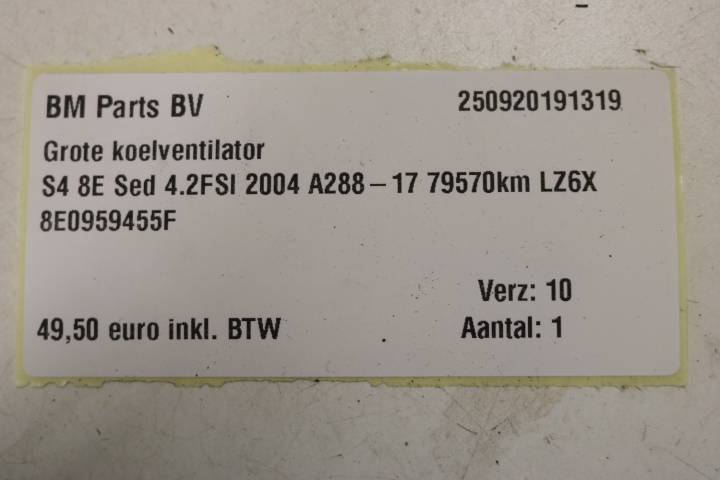 BM Parts BV 250920191319
Grote koelventilator
S4 8E Sed 4.2FSI 2004 A288 – 17 79570km LZ6X
8E0959455F
Verz: 10
49,50 euro inkl. BTW Aantal: 1